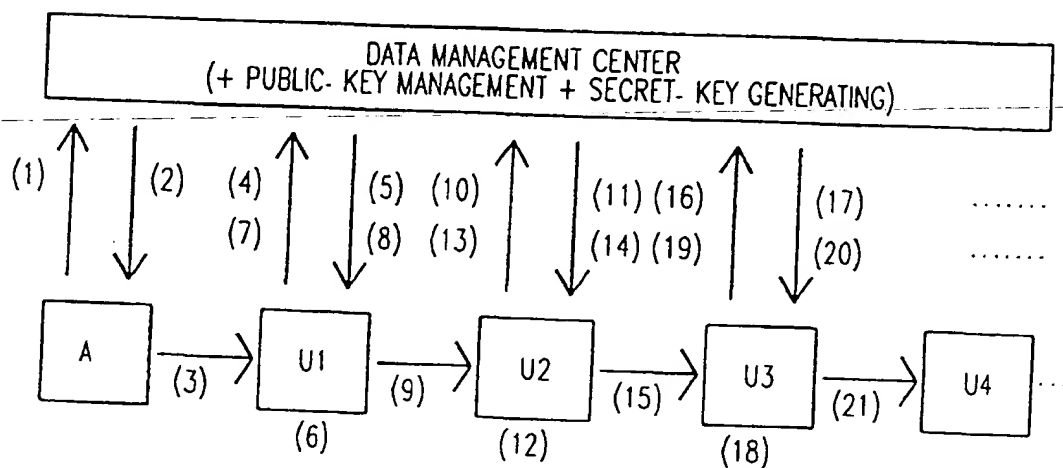 DATA MANAGEMENT CENTER
(+ PUBLIC- KEY MANAGEMENT + SECRET- KEY GENERATING)
(1) (2) (4) (5) (10) (11) (16) (17) .......
(7) (8) (13) (14) (19) (20) .......
A U1 U2 U3 U4 ...
(3) (9) (15) (21)
(6) (12) (18)